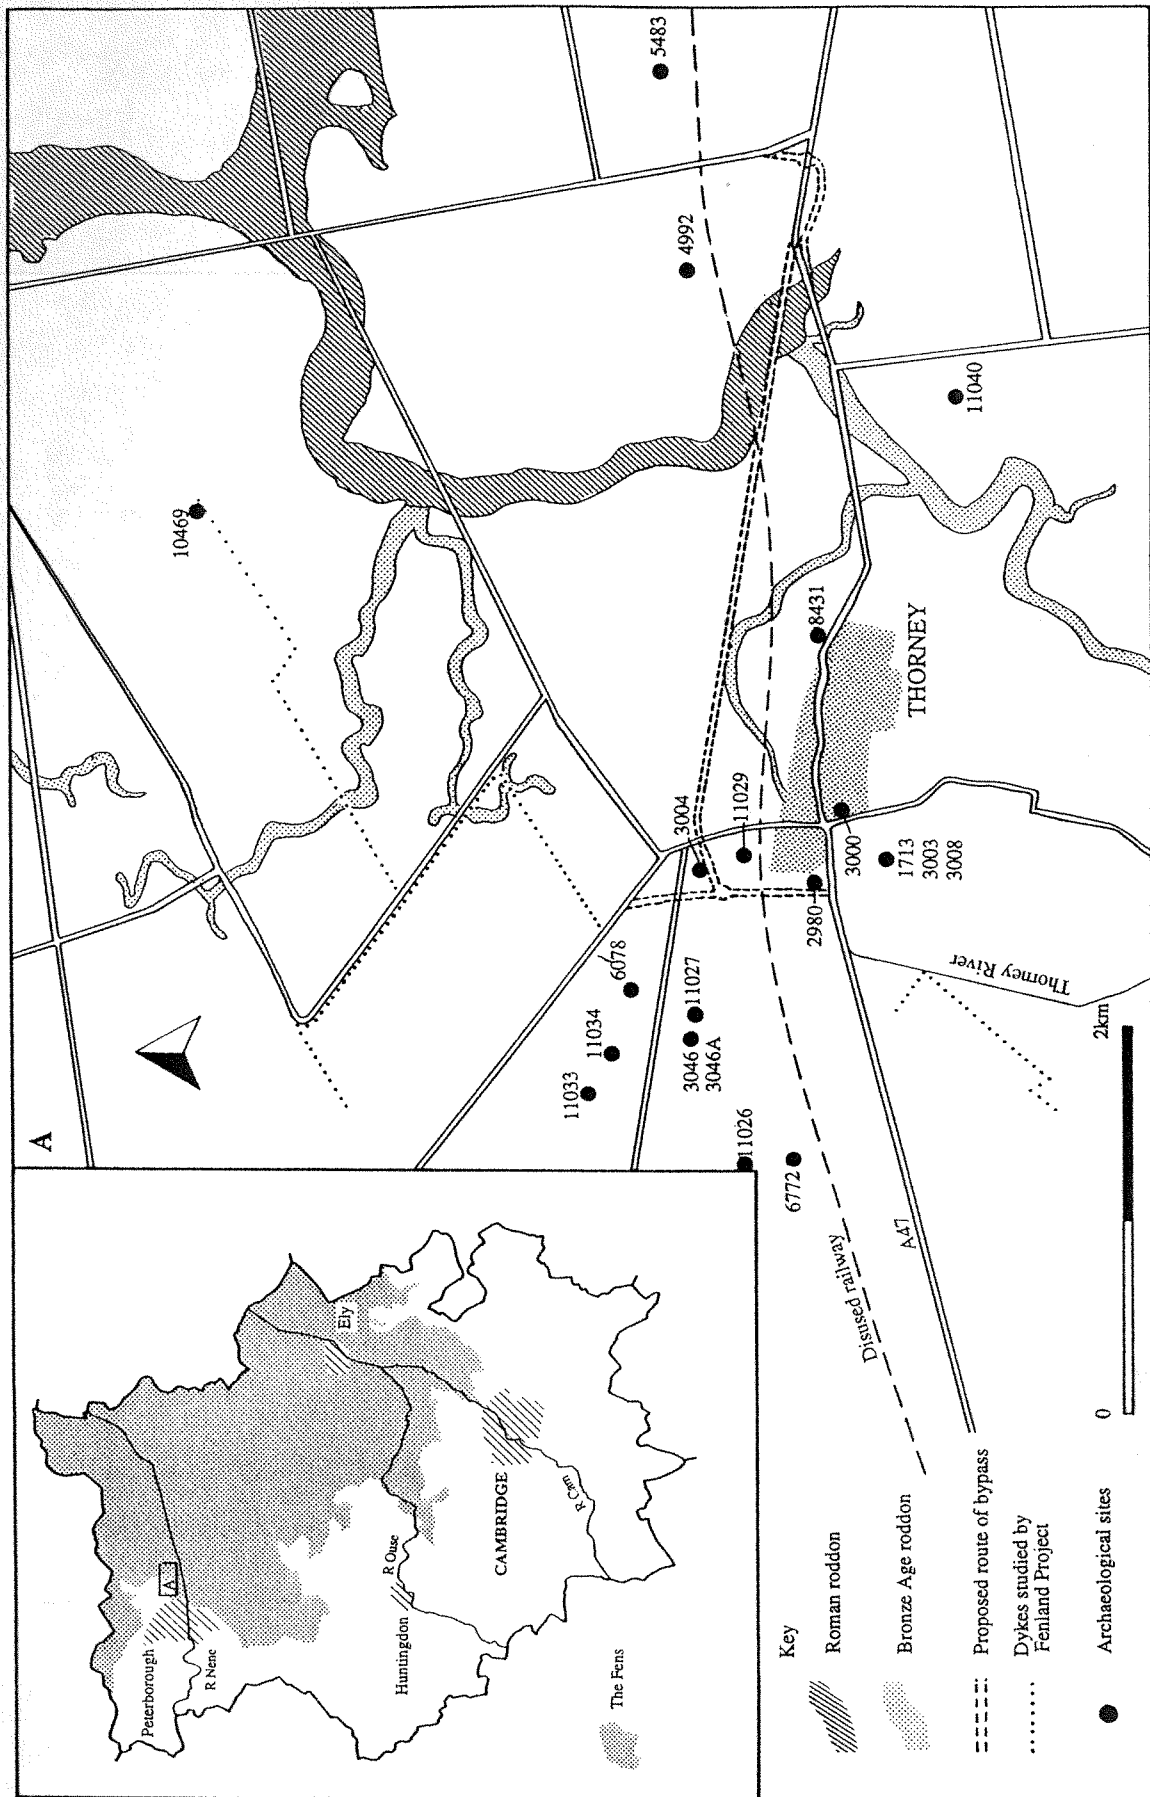 A
Peterborough
A
R Nene
Ely
Huntingdon
R Ouse
CAMBRIDGE
R Cam
The Fens
10469
5483
4992
11040
8431
THORNEY
3004
11029
3000
1713
3003
3008
2980
Thorney River
6078
11034
11033
11027
3046
3046A
11026
6772
Disused railway
A47
0
2km
Key
Roman roddon
Bronze Age roddon
Proposed route of bypass
Dykes studied by
Fenland Project
Archaeological sites